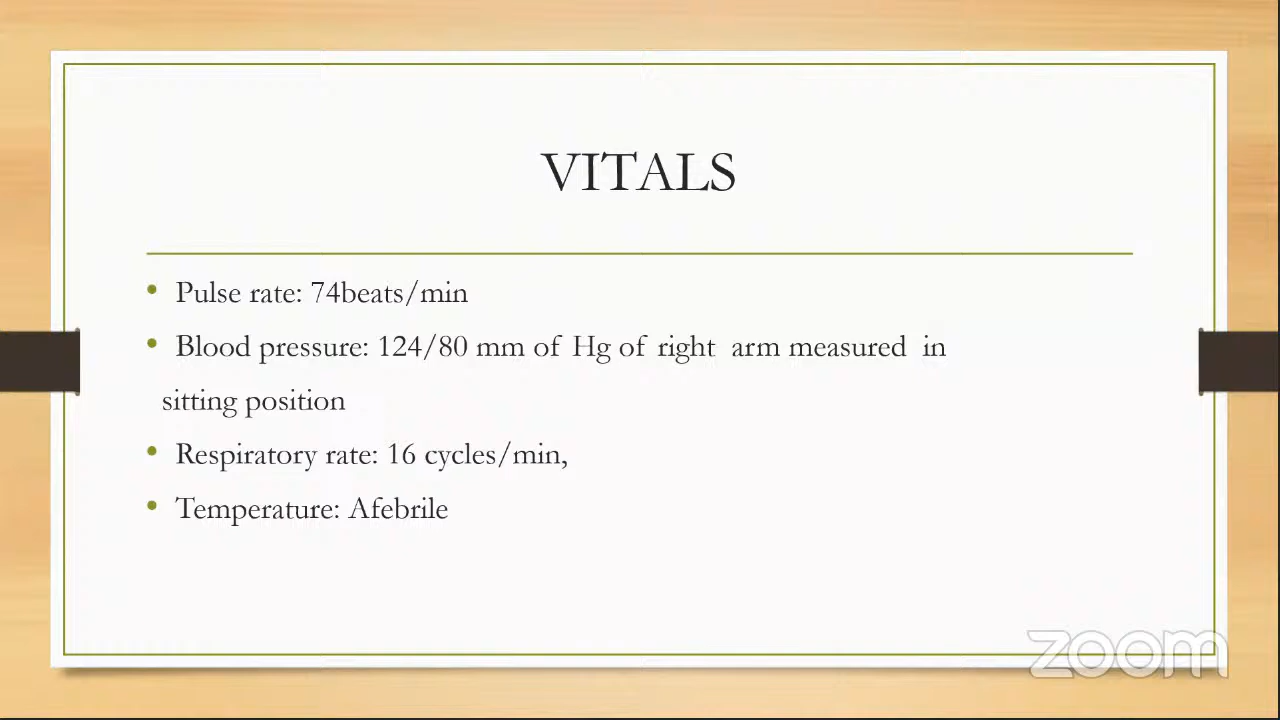 VITALS
• Pulse rate: 74beats/min
• Blood pressure: 124/80 mm of Hg of right arm measured in
sitting position
• Respiratory rate: 16 cycles/min,
• Temperature: Afebrile
zoom